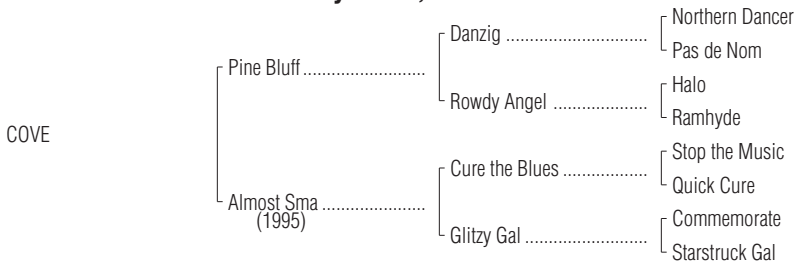 Northern Dancer
Danzig ..............................
Pas de Nom
Pine Bluff ..........................
Halo
Rowdy Angel ....................
Ramhyde
COVE
Stop the Music
Cure the Blues ..................
Quick Cure
Almost Sma ......................
(1995)
Commemorate
Glitzy Gal ..........................
Starstruck Gal